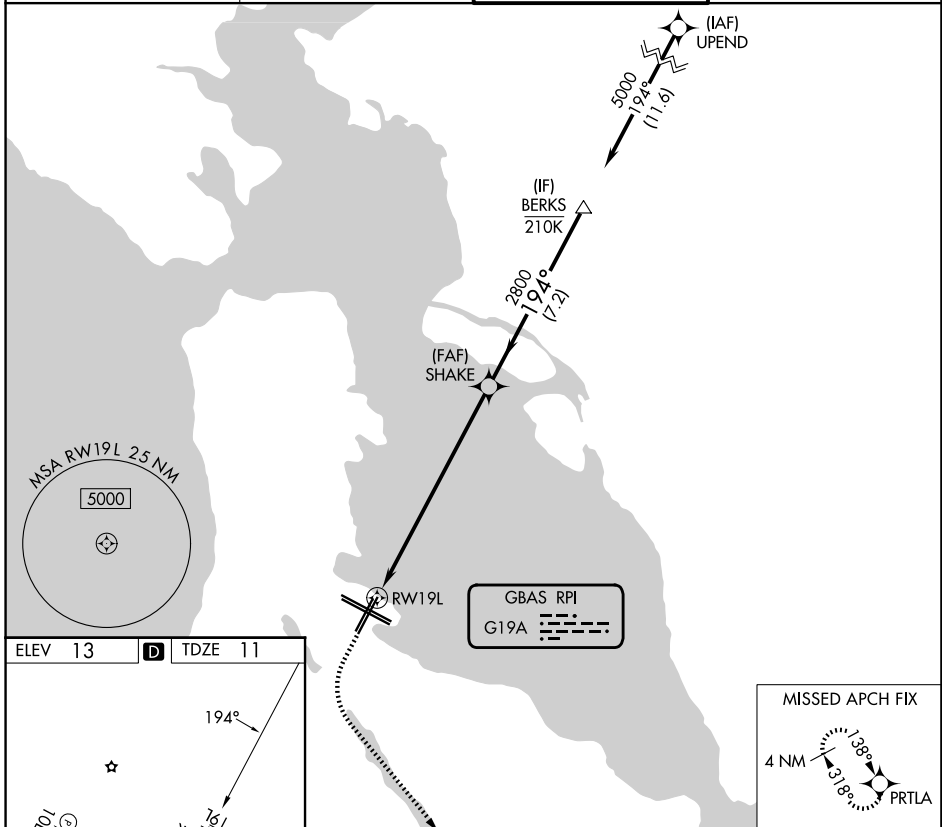 (IAF)
UPEND
5000
194°
(11.6)
(IF)
BERKS
210K
2800
194°
(7.2)
(FAF)
SHAKE
MSA RW19L 25 NM
5000
RW19L
GBAS RPI
G19A
ELEV 13 D TDZE 11
194°
19L
MISSED APCH FIX
4 NM
138°
318°
PRTLA